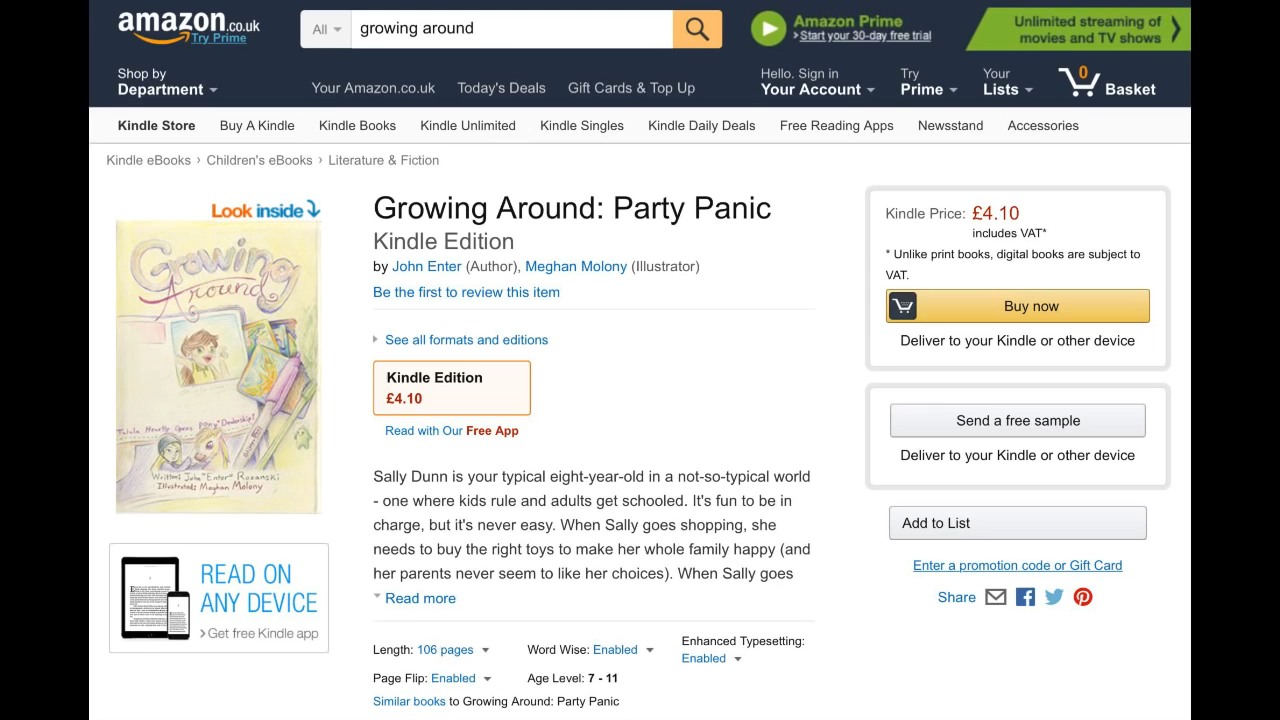 amazon.co.uk
Try Prime
All
growing around
Amazon Prime
Start your 30-day free trial
Unlimited streaming of
movies and TV shows
Shop by
Department
Your Amazon.co.uk Today's Deals Gift Cards & Top Up
Hello. Sign in
Your Account
Try
Prime
Your
Lists
0
Basket
Kindle Store Buy A Kindle Kindle Books Kindle Unlimited Kindle Singles Kindle Daily Deals Free Reading Apps Newsstand Accessories
Kindle eBooks › Children's eBooks › Literature & Fiction
Look inside
Growing
Around
Talula Heartly Opens Pony Dealership!
Written: John "Enter" Rozanski
Illustrated: Meghan Molony
READ ON
ANY DEVICE
› Get free Kindle app
Growing Around: Party Panic
Kindle Edition
by John Enter (Author), Meghan Molony (Illustrator)
Be the first to review this item
See all formats and editions
Kindle Edition
£4.10
Read with Our Free App
Sally Dunn is your typical eight-year-old in a not-so-typical world
- one where kids rule and adults get schooled. It's fun to be in
charge, but it's never easy. When Sally goes shopping, she
needs to buy the right toys to make her whole family happy (and
her parents never seem to like her choices). When Sally goes
Read more
Length: 106 pages Word Wise: Enabled Enhanced Typesetting:
Enabled
Page Flip: Enabled Age Level: 7 - 11
Similar books to Growing Around: Party Panic
Kindle Price: £4.10
includes VAT*
* Unlike print books, digital books are subject to
VAT.
Buy now
Deliver to your Kindle or other device
Send a free sample
Deliver to your Kindle or other device
Add to List
Enter a promotion code or Gift Card
Share